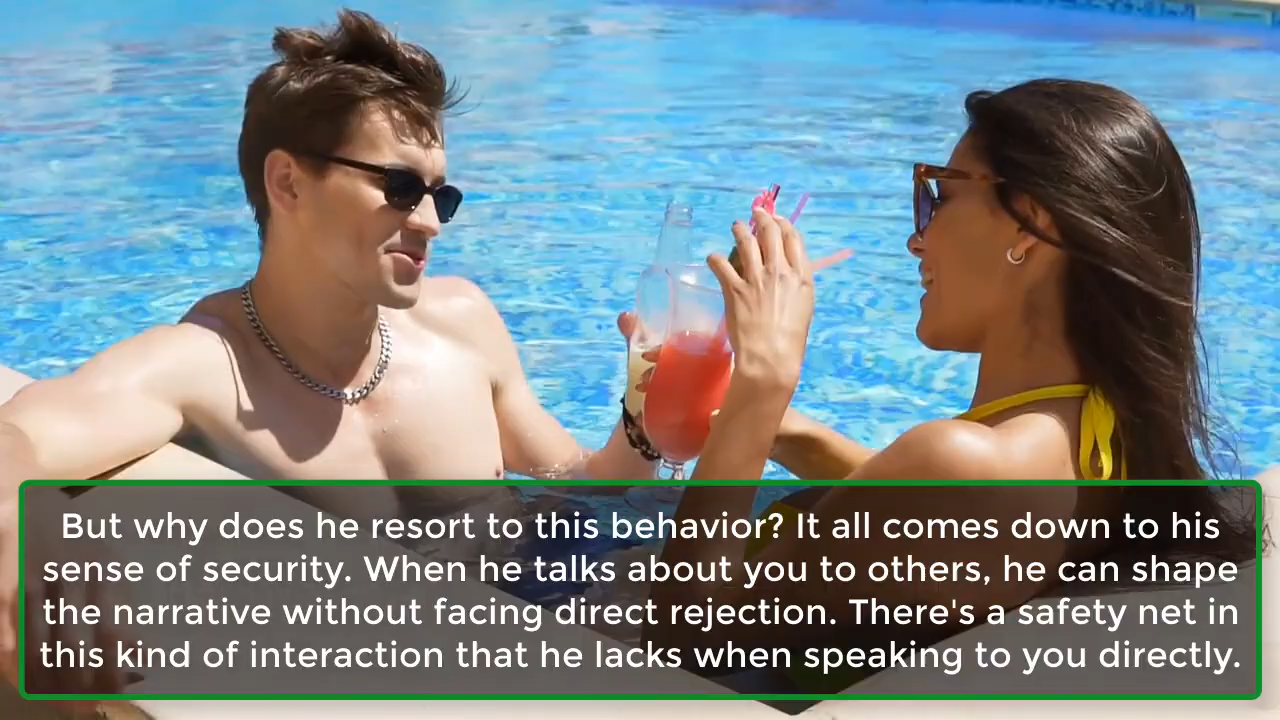 But why does he resort to this behavior? It all comes down to his
sense of security. When he talks about you to others, he can shape
the narrative without facing direct rejection. There's a safety net in
this kind of interaction that he lacks when speaking to you directly.